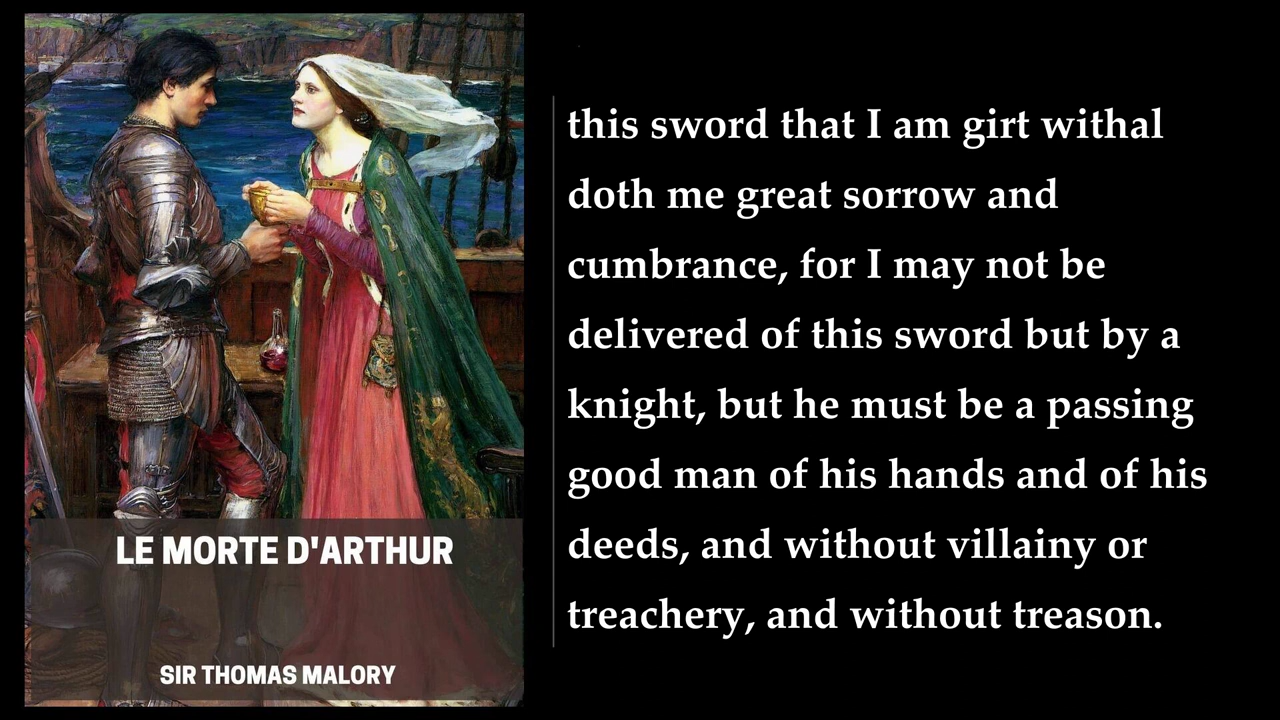 LE MORTE D'ARTHUR
SIR THOMAS MALORY
this sword that I am girt withal
doth me great sorrow and
cumbrance, for I may not be
delivered of this sword but by a
knight, but he must be a passing
good man of his hands and of his
deeds, and without villainy or
treachery, and without treason.